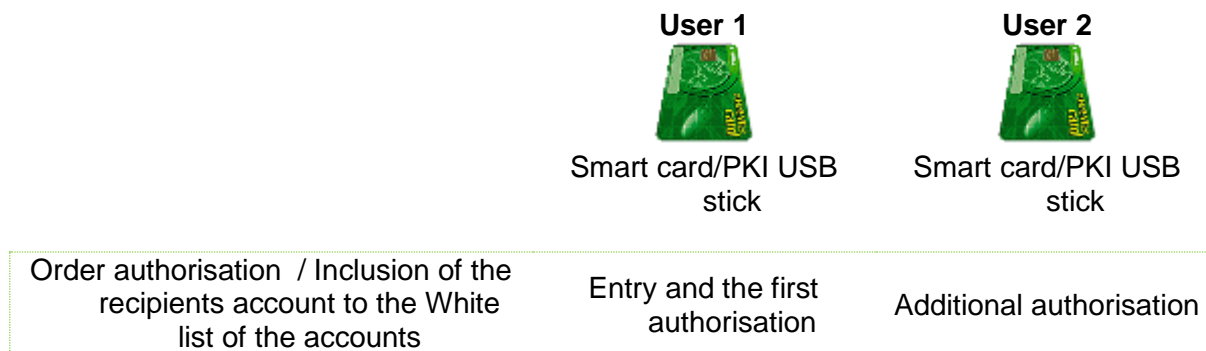 User 1 User 2
Smart card/PKI USB stick Smart card/PKI USB stick
Order authorisation / Inclusion of the
recipients account to the White
list of the accounts
Entry and the first
authorisation
Additional authorisation